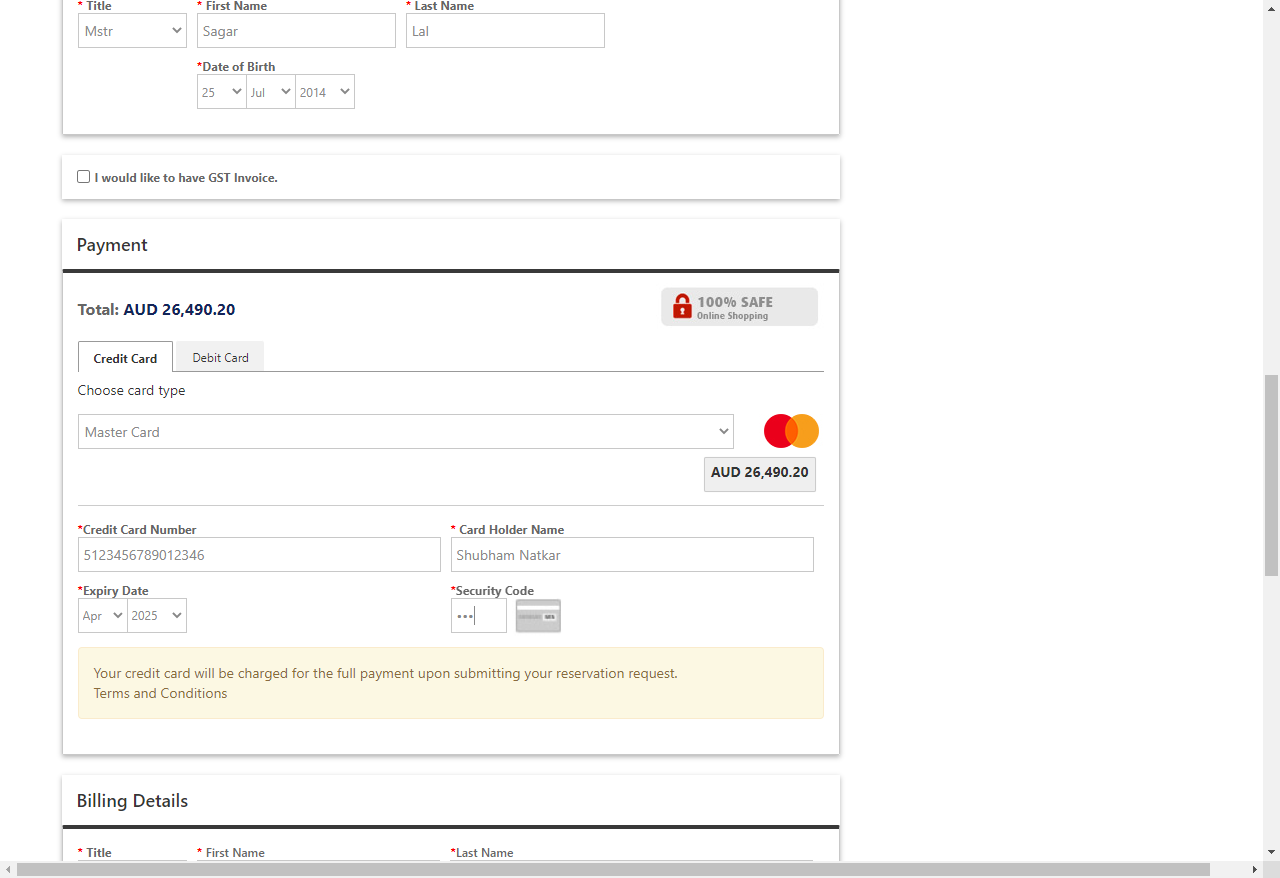 * Title * First Name * Last Name
Mstr Sagar Lal
*Date of Birth
25 Jul 2014
I would like to have GST Invoice.
Payment
Total: AUD 26,490.20
100% SAFE
Online Shopping
Credit Card Debit Card
Choose card type
Master Card
AUD 26,490.20
*Credit Card Number * Card Holder Name
5123456789012346 Shubham Natkar
*Expiry Date *Security Code
Apr 2025 •••
Your credit card will be charged for the full payment upon submitting your reservation request.
Terms and Conditions
Billing Details
* Title * First Name *Last Name